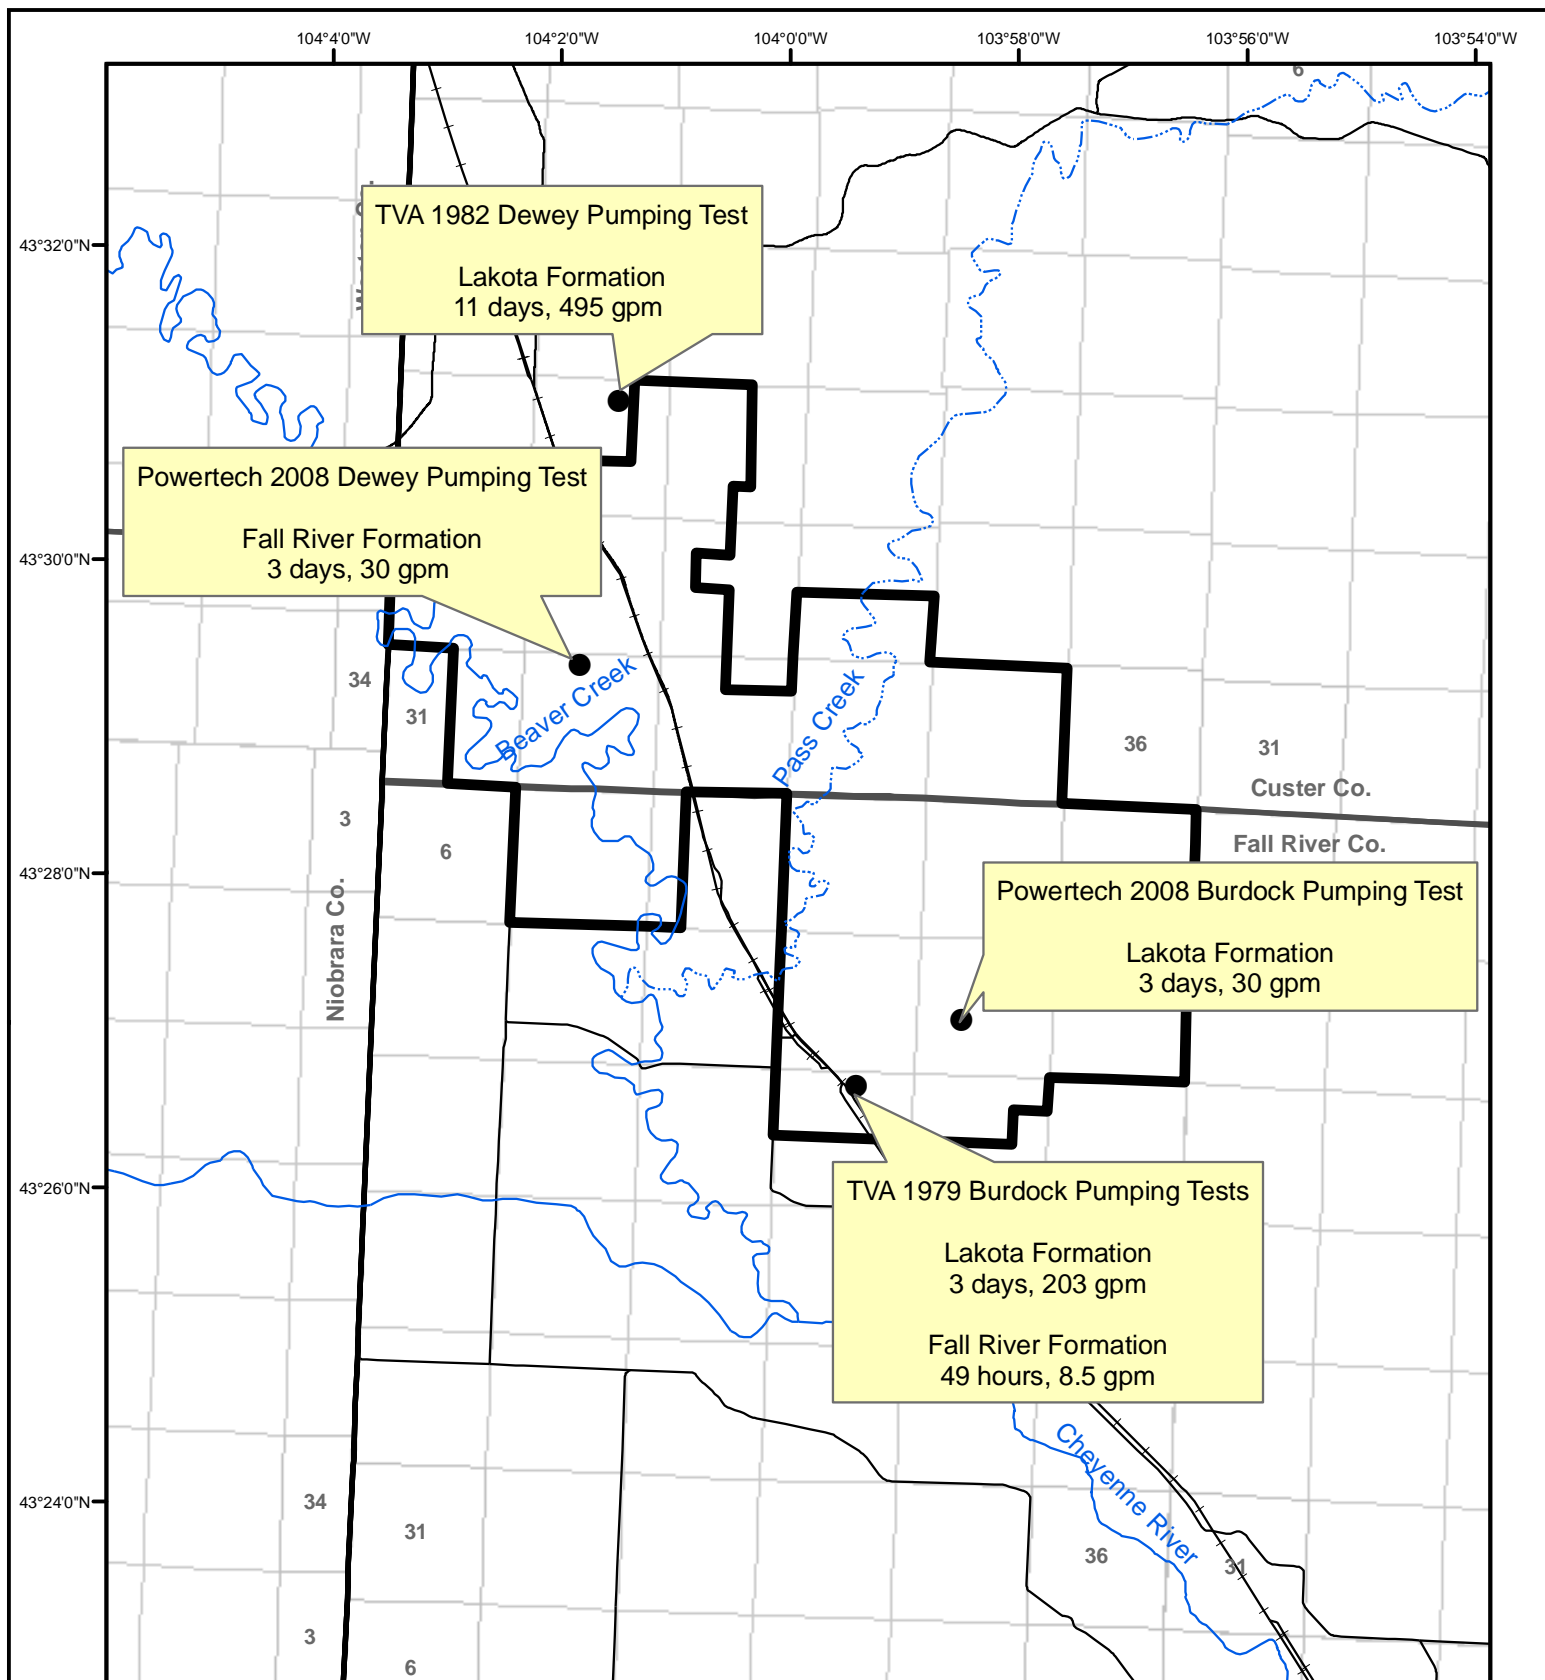 104°4'0"W
104°2'0"W
104°0'0"W
103°58'0"W
103°56'0"W
103°54'0"W
6
43°32'0"N
TVA 1982 Dewey Pumping Test
Lakota Formation
11 days, 495 gpm
Powertech 2008 Dewey Pumping Test
Fall River Formation
3 days, 30 gpm
43°30'0"N
34
31
Beaver Creek
Pass Creek
36
31
Custer Co.
3
6
Fall River Co.
43°28'0"N
Niobrara Co.
Powertech 2008 Burdock Pumping Test
Lakota Formation
3 days, 30 gpm
43°26'0"N
TVA 1979 Burdock Pumping Tests
Lakota Formation
3 days, 203 gpm
Fall River Formation
49 hours, 8.5 gpm
Cheyenne River
43°24'0"N
34
31
36
31
3
6